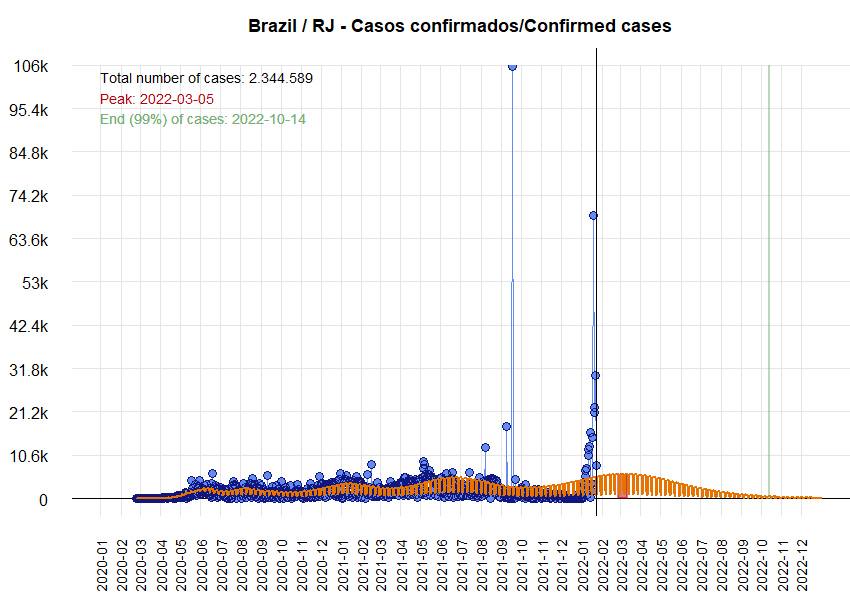 Brazil / RJ - Casos confirmados/Confirmed cases
Total number of cases: 2.344.589
Peak: 2022-03-05
End (99%) of cases: 2022-10-14
106k
95.4k
84.8k
74.2k
63.6k
53k
42.4k
31.8k
21.2k
10.6k
0
2020-01
2020-02
2020-03
2020-04
2020-05
2020-06
2020-07
2020-08
2020-09
2020-10
2020-11
2020-12
2021-01
2021-02
2021-03
2021-04
2021-05
2021-06
2021-07
2021-08
2021-09
2021-10
2021-11
2021-12
2022-01
2022-02
2022-03
2022-04
2022-05
2022-06
2022-07
2022-08
2022-09
2022-10
2022-11
2022-12